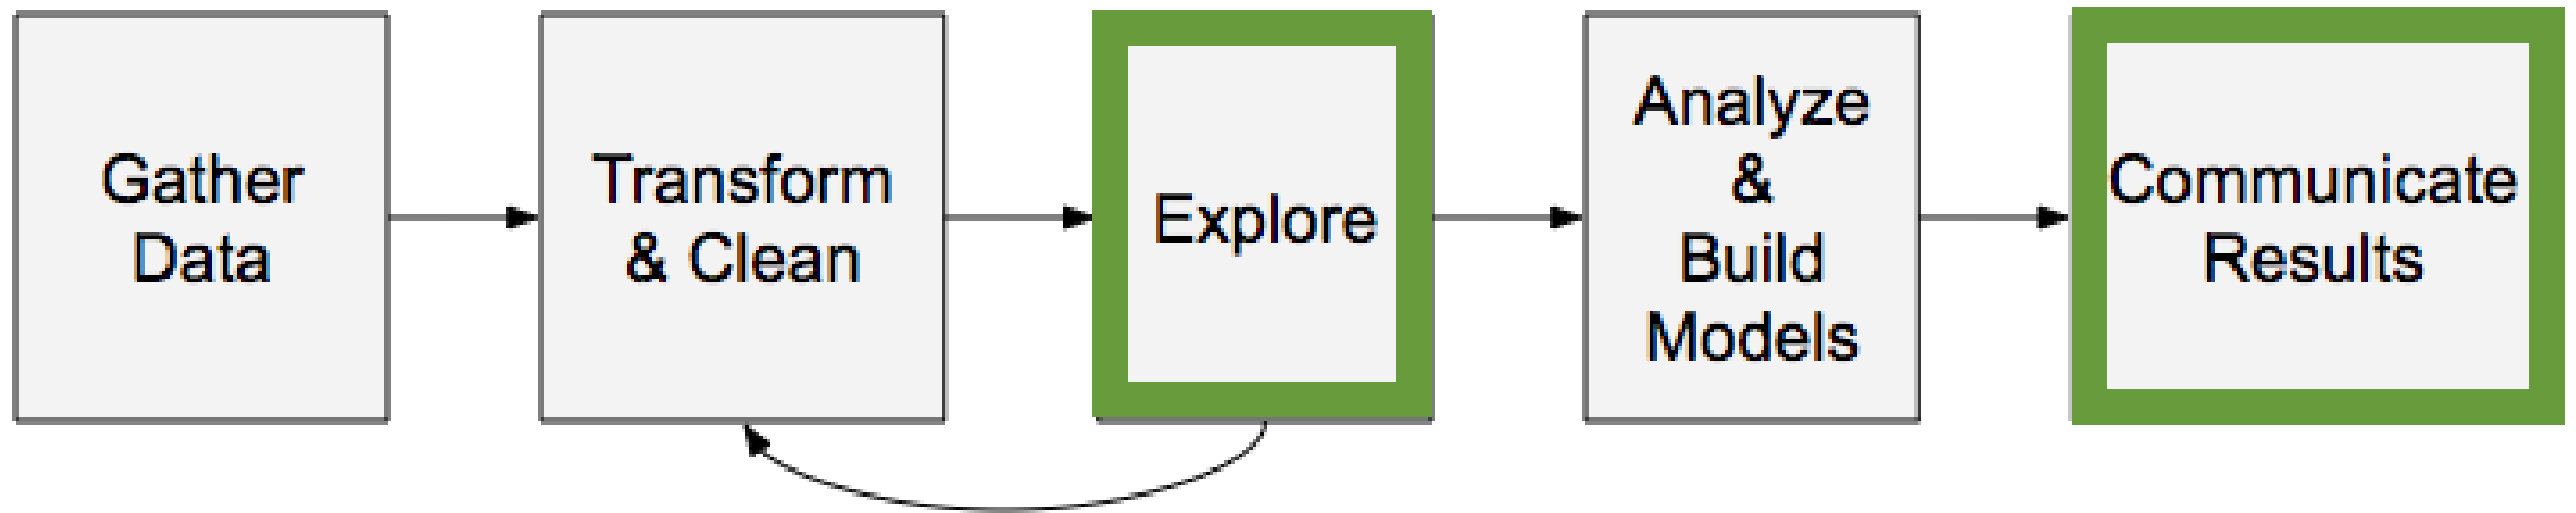 Gather
Data
Transform
& Clean
Explore
Analyze
&
Build
Models
Communicate
Results